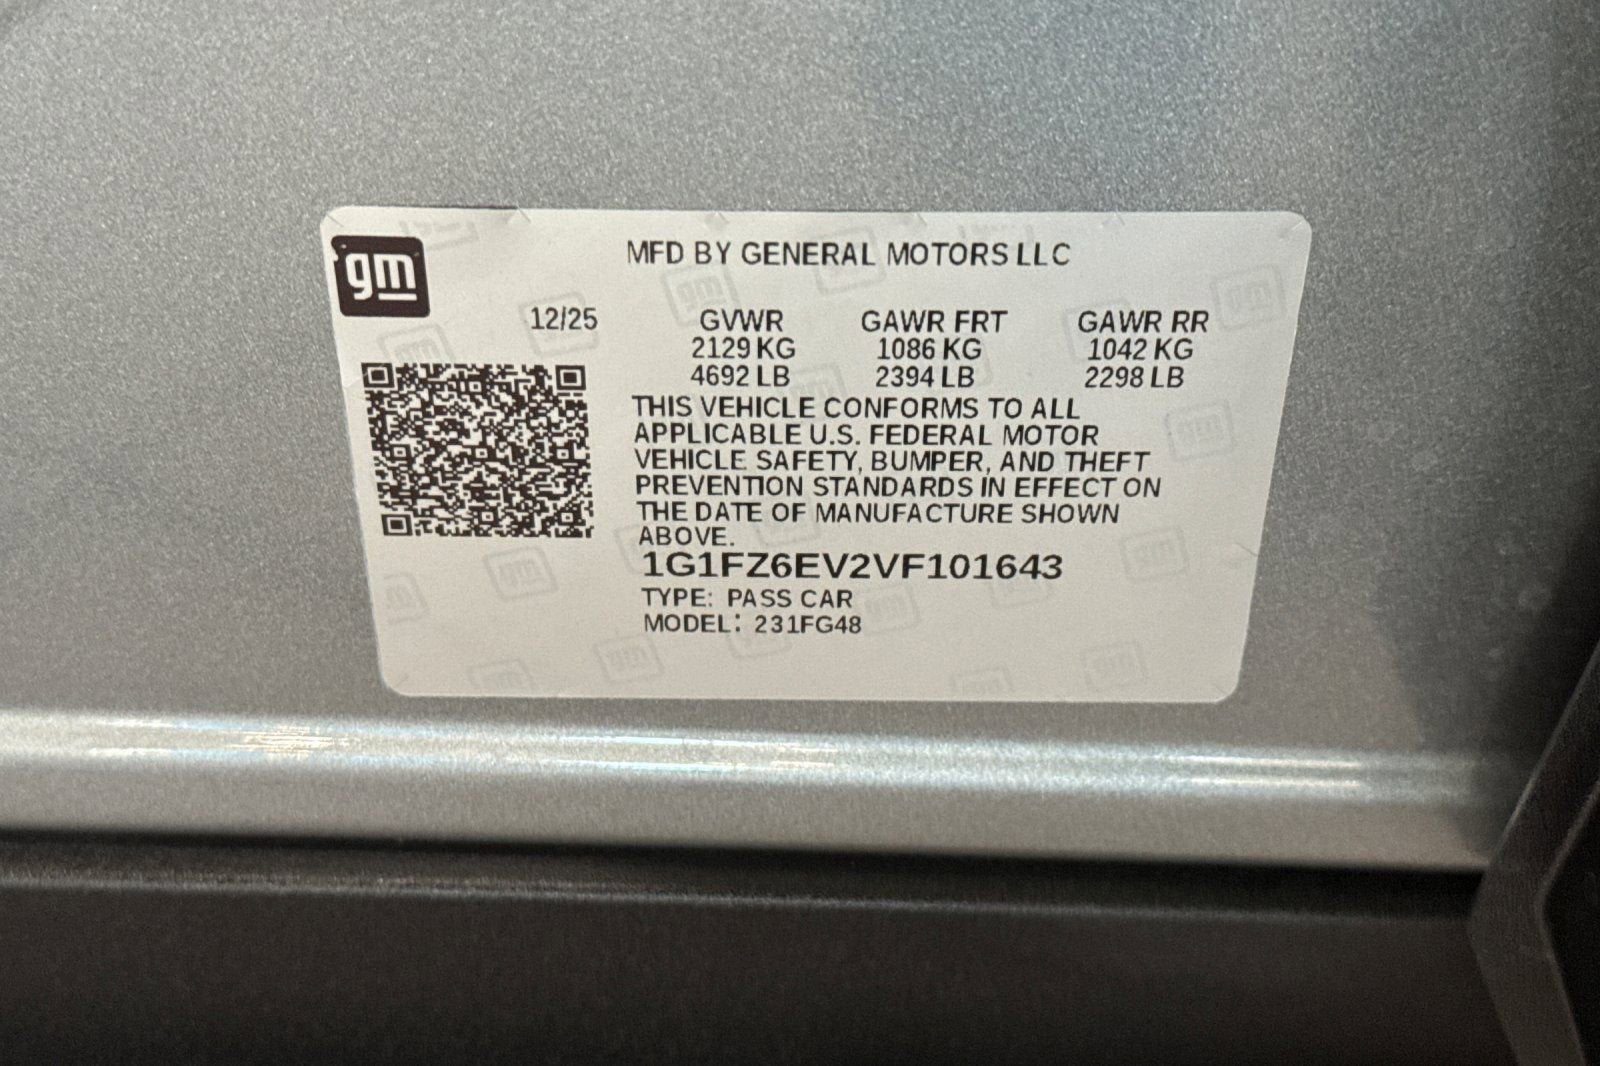 gm
MFD BY GENERAL MOTORS LLC
12/25 GVWR GAWR FRT GAWR RR
2129 KG 1086 KG 1042 KG
4692 LB 2394 LB 2298 LB
THIS VEHICLE CONFORMS TO ALL
APPLICABLE U.S. FEDERAL MOTOR
VEHICLE SAFETY, BUMPER, AND THEFT
PREVENTION STANDARDS IN EFFECT ON
THE DATE OF MANUFACTURE SHOWN
ABOVE.
1G1FZ6EV2VF101643
TYPE: PASS CAR
MODEL: 231FG48